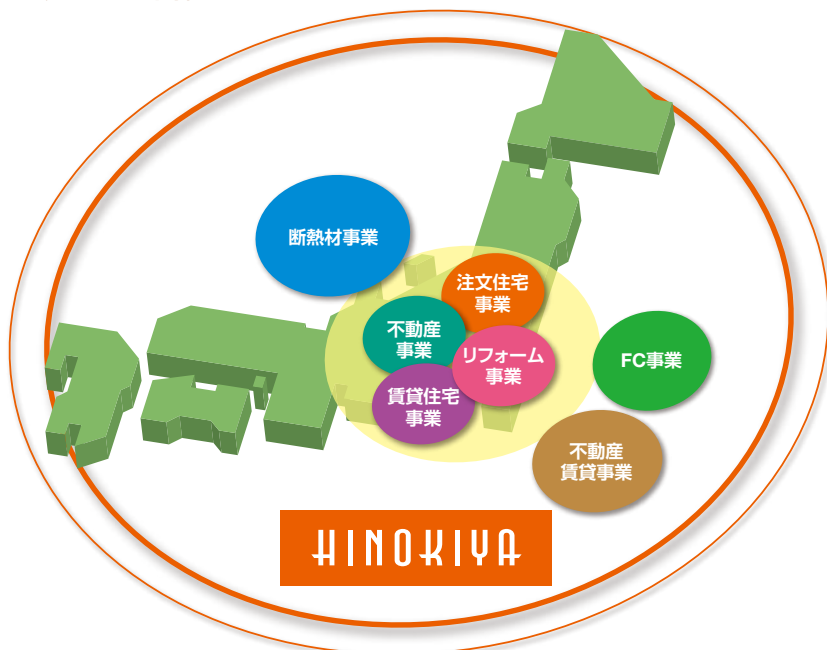 断熱材事業
注文住宅
事業
不動産
事業
リフォーム
事業
FC事業
賃貸住宅
事業
不動産
賃貸事業
HINOKIYA